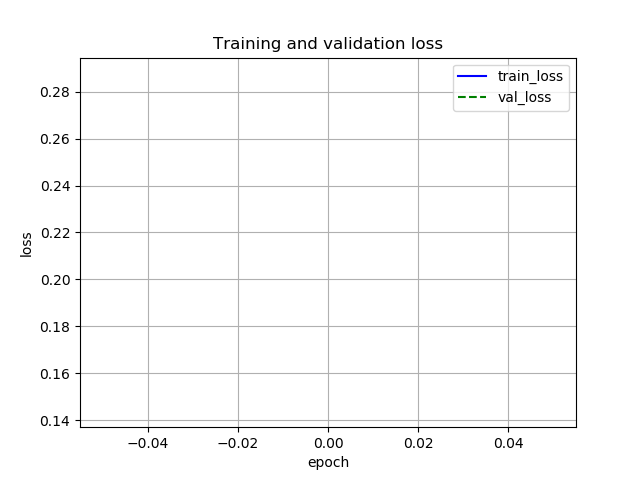 Training and validation loss
train_loss
val_loss
0.28
0.26
0.24
0.22
0.20
0.18
0.16
0.14
loss
−0.04
−0.02
0.00
0.02
0.04
epoch